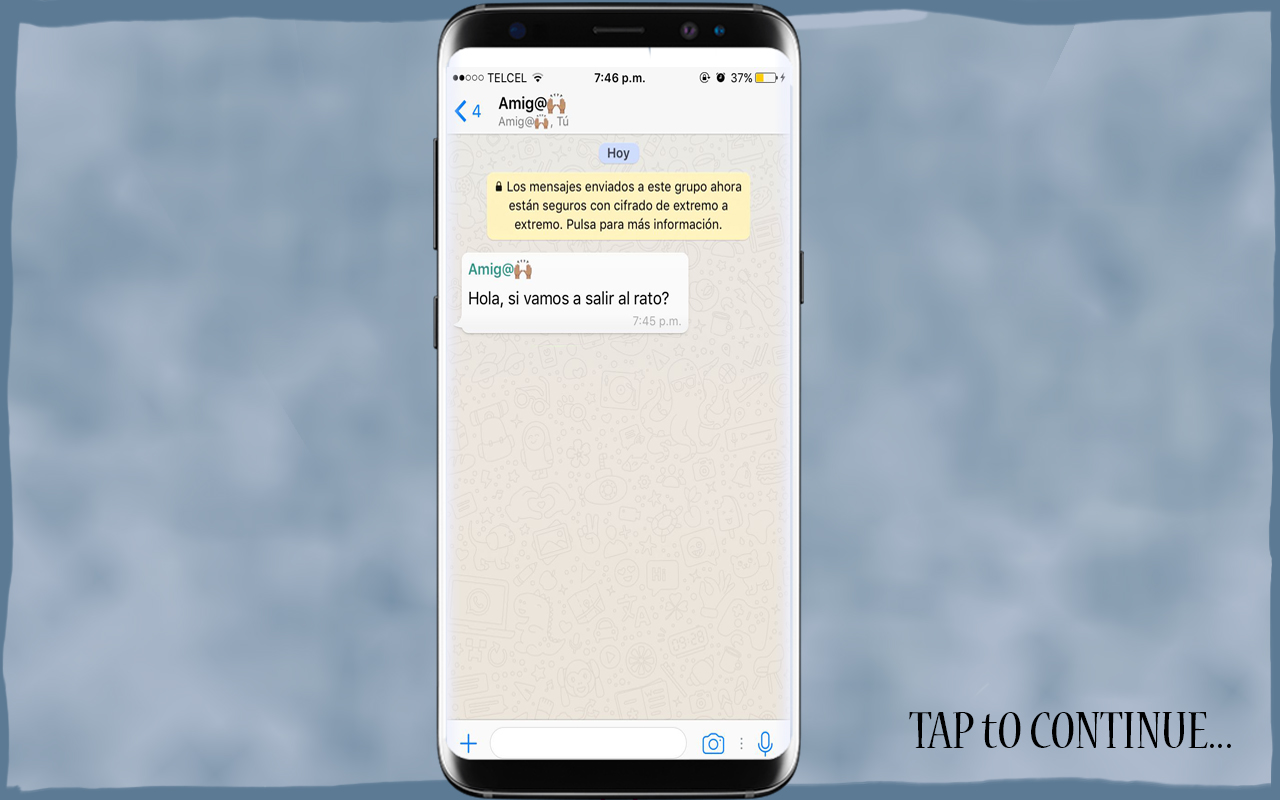 TELCEL 7:46 p.m. 37%
4 Amig@🙌🏽
Amig@🙌🏽, Tú
Hoy
Los mensajes enviados a este grupo ahora
están seguros con cifrado de extremo a
extremo. Pulsa para más información.
Amig@🙌🏽
Hola, si vamos a salir al rato?
7:45 p.m.
TAP tO CONTINUE...